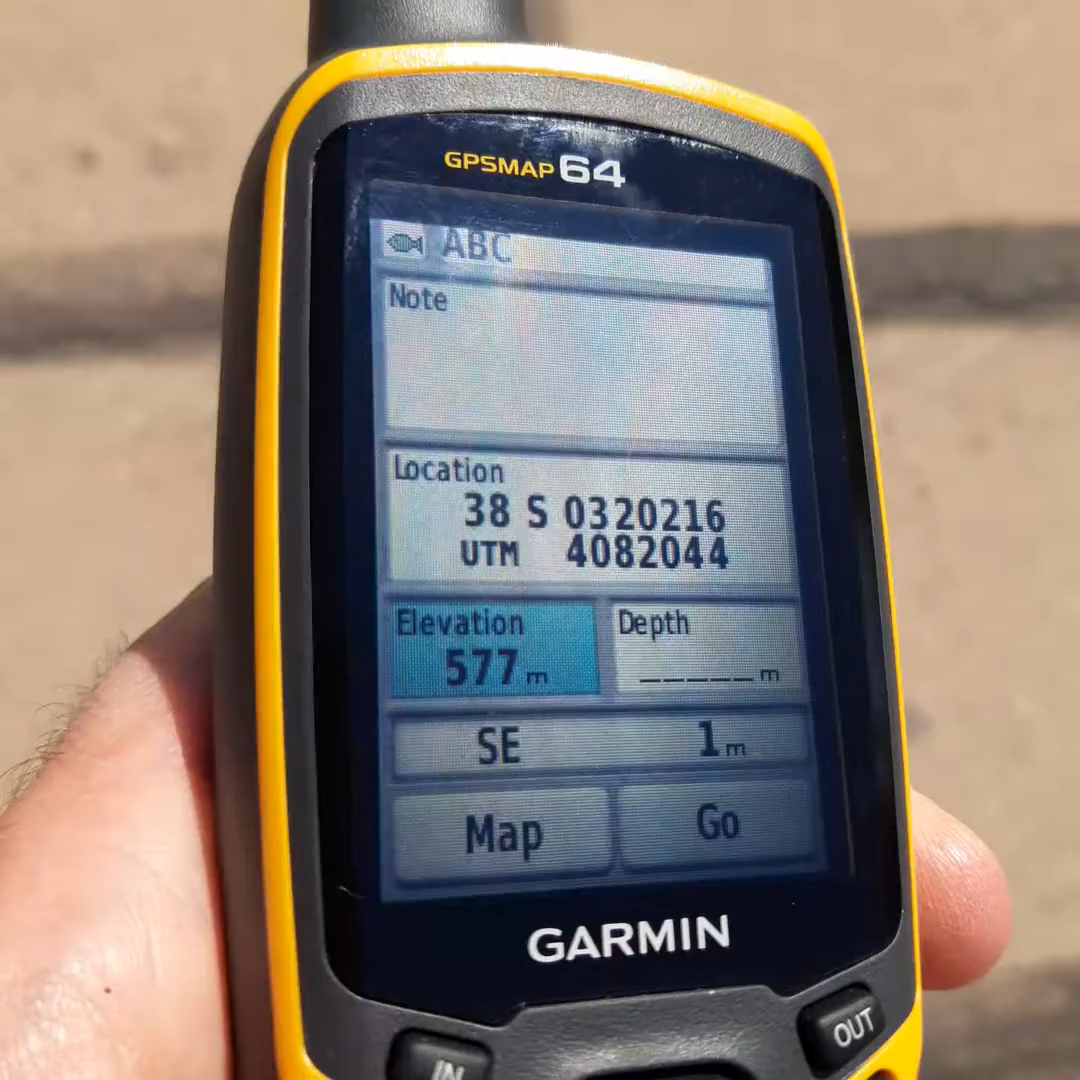 GPSMAP 64
ABC
Note
Location
38 S 0320216
UTM 4082044
Elevation Depth
577 m _____ m
SE 1 m
Map Go
GARMIN
IN OUT